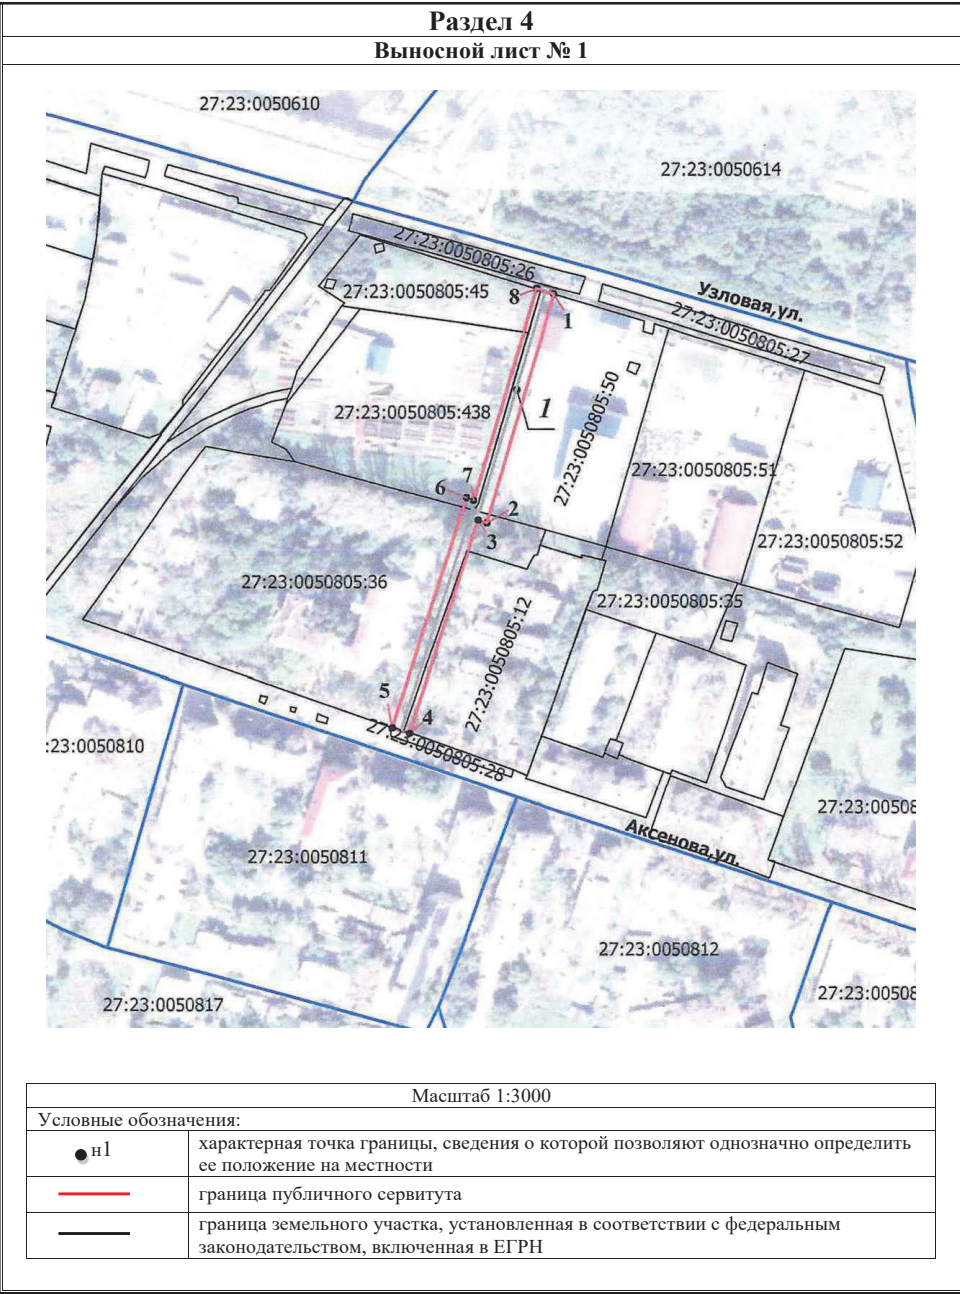 Раздел 4
Выносной лист № 1
27:23:0050610
27:23:0050614
27:23:0050805:26
27:23:0050805:45
8
1
Узловая,ул.
27:23:0050805:27
27:23:0050805:438
1
27:23:0050805:50
27:23:0050805:51
7
6
2
3
27:23:0050805:52
27:23:0050805:36
27:23:0050805:35
27:23:0050805:12
5
4
27:23:0050805:28
:23:0050810
27:23:00508
Аксенова,ул.
27:23:0050811
27:23:0050812
27:23:0050817
27:23:00508
Масштаб 1:3000
Условные обозначения:
н1
характерная точка границы, сведения о которой позволяют однозначно определить
ее положение на местности
граница публичного сервитута
граница земельного участка, установленная в соответствии с федеральным
законодательством, включенная в ЕГРН